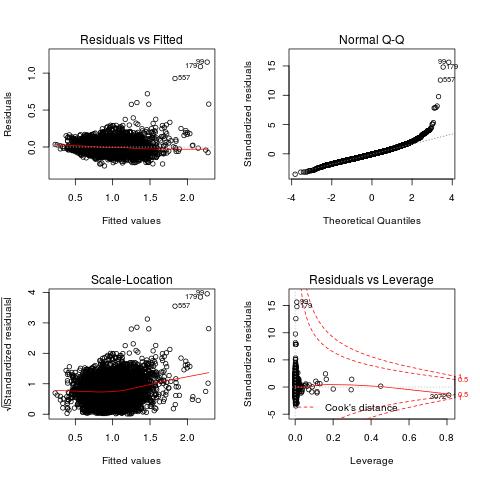 Residuals vs Fitted
Residuals
0.0 0.5 1.0
99
179
557
0.5 1.0 1.5 2.0
Fitted values
Normal Q-Q
Standardized residuals
0 5 10 15
99
179
557
-4 -2 0 2 4
Theoretical Quantiles
Scale-Location
√|Standardized residuals|
0 1 2 3 4
99
179
557
0.5 1.0 1.5 2.0
Fitted values
Residuals vs Leverage
Standardized residuals
-5 0 5 10 15
99
179
1
0.5
0.5
1
Cook's distance
0.0 0.2 0.4 0.6 0.8
Leverage